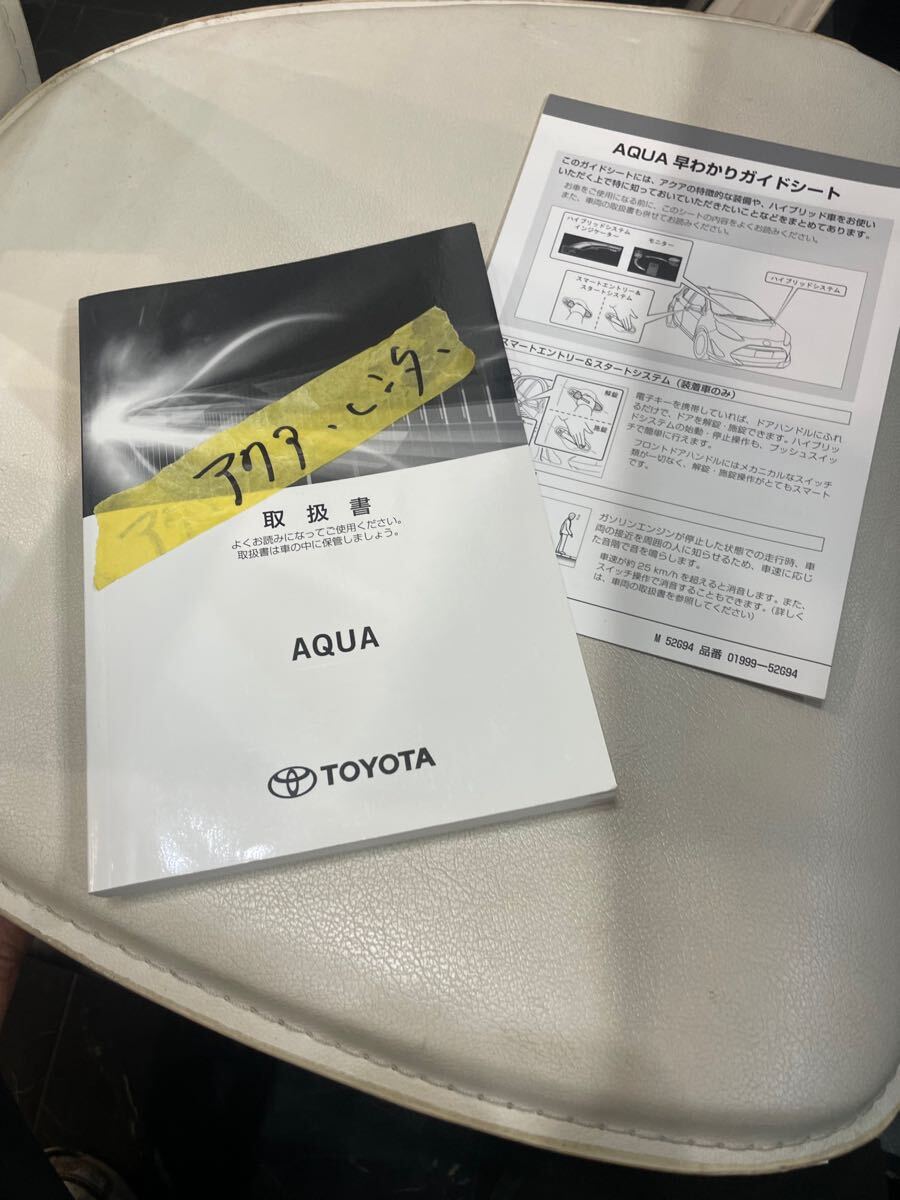 アクア、
取扱書
よくお読みになってご使用ください。
取扱書は車の中に保管しましょう。
AQUA
TOYOTA
AQUA 早わかりガイドシート
このガイドシートには、アクアの特徴的な装備や、ハイブリッド車をお使い
いただく上で特に知っておいていただきたいことなどをまとめてあります。
お車をご使用になる前に、このシートの内容をよくお読みください。
また、車両の取扱書も併せてお読みください。
ハイブリッドシステム
インジケーター
モニター
ハイブリッドシステム
スマートエントリー&
スタートシステム
スマートエントリー&スタートシステム(装着車のみ)
解錠
施錠
電子キーを携帯していれば、ドアハンドルにふれ
るだけで、ドアを解錠・施錠できます。ハイブリッ
ドシステムの始動・停止操作も、プッシュスイッ
チで簡単に行えます。
フロントドアハンドルにはメカニカルなスイッチ
類が一切なく、解錠・施錠操作がとてもスマート
です。
ガソリンエンジンが停止した状態での走行時、車
両の接近を周囲の人に知らせるため、車速に応じ
た音階で音を鳴らします。
車速が約 25 km/h を超えると消音します。また、
スイッチ操作で消音することもできます。(詳しく
は、車両の取扱書を参照してください)
M 52G94 品番 01999—52G94